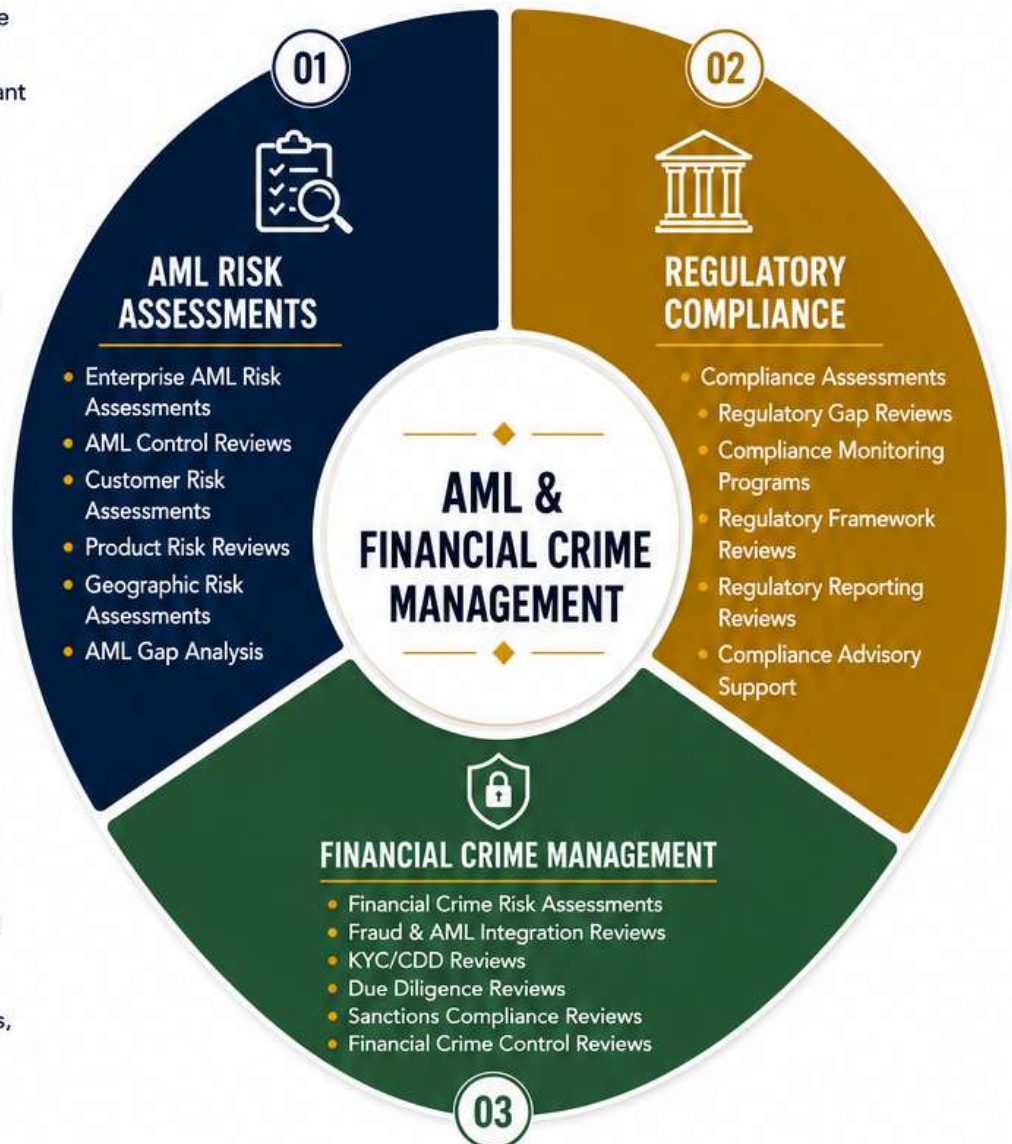 01
AML RISK
ASSESSMENTS
Enterprise AML Risk
Assessments
AML Control Reviews
Customer Risk
Assessments
Product Risk Reviews
Geographic Risk
Assessments
AML Gap Analysis
02
REGULATORY
COMPLIANCE
Compliance Assessments
Regulatory Gap Reviews
Compliance Monitoring
Programs
Regulatory Framework
Reviews
Regulatory Reporting
Reviews
Compliance Advisory
Support
AML &
FINANCIAL CRIME
MANAGEMENT
FINANCIAL CRIME MANAGEMENT
Financial Crime Risk Assessments
Fraud & AML Integration Reviews
KYC/CDD Reviews
Due Diligence Reviews
Sanctions Compliance Reviews
Financial Crime Control Reviews
03